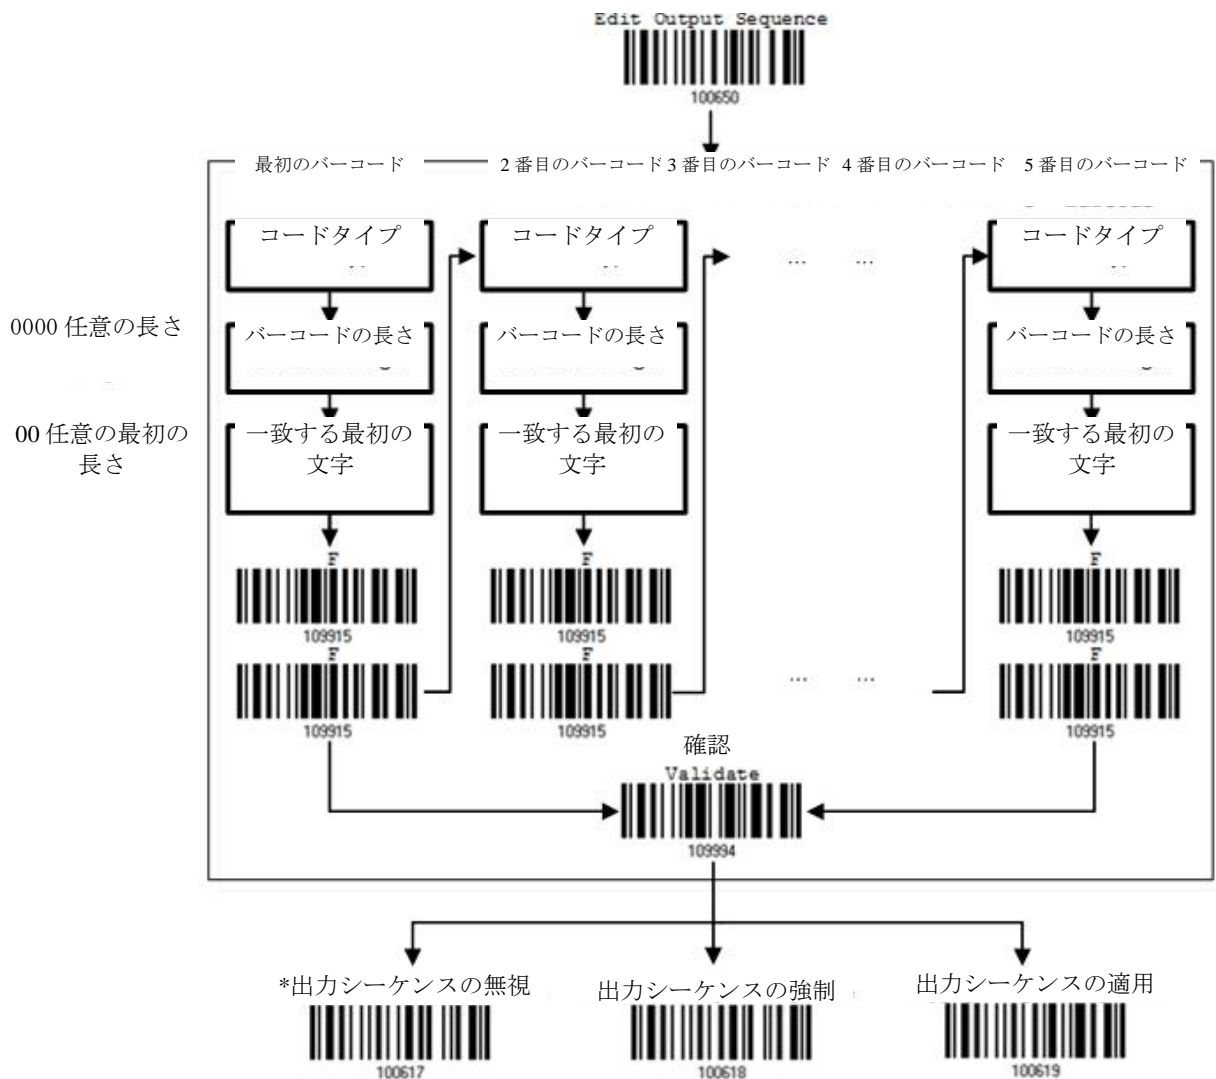 Edit Output Sequence
100650
最初のバーコード
2 番目のバーコード
3 番目のバーコード
4 番目のバーコード
5 番目のバーコード
コードタイプ
コードタイプ
… …
コードタイプ
0000 任意の長さ
バーコードの長さ
バーコードの長さ
バーコードの長さ
00 任意の最初の
長さ
一致する最初の
文字
一致する最初の
文字
一致する最初の
文字
F
F
F
109915
109915
109915
F
F
F
… …
109915
109915
109915
確認
Validate
109994
*出力シーケンスの無視
出力シーケンスの強制
出力シーケンスの適用
100617
100618
100619